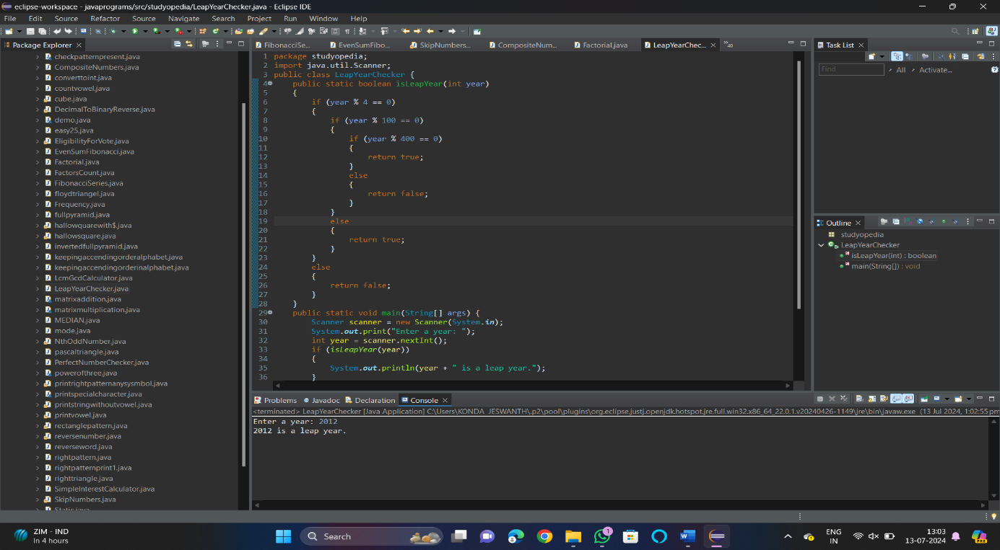 eclipse-workspace - javaprograms/src/studyopedia/LeapYearChecker.java - Eclipse IDE
File Edit Source Refactor Source Navigate Search Project Run Window Help
Package Explorer
checkpatternpresent.java
CompositeNumbers.java
converttoint.java
countvowel.java
cube.java
DecimalToBinaryReverse.java
demo.java
easy25.java
EligibilityForVote.java
EvenSumFibonacci.java
Factorial.java
FactorsCount.java
FibonacciSeries.java
floydtriangel.java
Frequency.java
fullpyramid.java
hallowquarewith$.java
hallowsquare.java
invertedfullpyramid.java
keepingaccendingorderalphabet.java
keepingaccendingorderinalphabet.java
LcmGcdCalculator.java
LeapYearChecker.java
matrixaddition.java
matrixmultiplication.java
MEDIAN.java
mode.java
NthOddNumber.java
pascaltriangle.java
PerfectNumberChecker.java
powerofthree.java
printrightpatternanysysmbol.java
printspecialcharacter.java
printstringwithoutvowel.java
printvowel.java
rectanglepattern.java
reversenumber.java
reverseword.java
rightpattern.java
rightpatternprint1.java
righttriangle.java
SimpleInterestCalculator.java
SkipNumbers.java
Static.java
FibonacciSe... EvenSumFibo... SkipNumbers... CompositeNum... Factorial.java LeapYearChec... 40
1 package studyopedia;
2 import java.util.Scanner;
3 public class LeapYearChecker {
4 public static boolean isLeapYear(int year)
5 {
6 if (year % 4 == 0)
7 {
8 if (year % 100 == 0)
9 {
10 if (year % 400 == 0)
11 {
12 return true;
13 }
14 else
15 {
16 return false;
17 }
18 }
19 else
20 {
21 return true;
22 }
23 }
24 else
25 {
26 return false;
27 }
28 }
29 public static void main(String[] args) {
30 Scanner scanner = new Scanner(System.in);
31 System.out.print("Enter a year: ");
32 int year = scanner.nextInt();
33 if (isLeapYear(year))
34 {
35 System.out.println(year + " is a leap year.");
36 }
Task List
Find All Activate...
Outline
studyopedia
LeapYearChecker
isLeapYear(int) : boolean
main(String[]) : void
Problems Javadoc Declaration Console
<terminated> LeapYearChecker [Java Application] C:\Users\KONDA JESWANTH\.p2\pool\plugins\org.eclipse.justj.openjdk.hotspot.jre.full.win32.x86_64_22.0.1.v20240426-1149\jre\bin\javaw.exe (13 Jul 2024, 1:02:55 pm
Enter a year: 2012
2012 is a leap year.
ZIM - IND
In 4 hours
Search
1
ENG
IN
13:03
13-07-2024
PRE